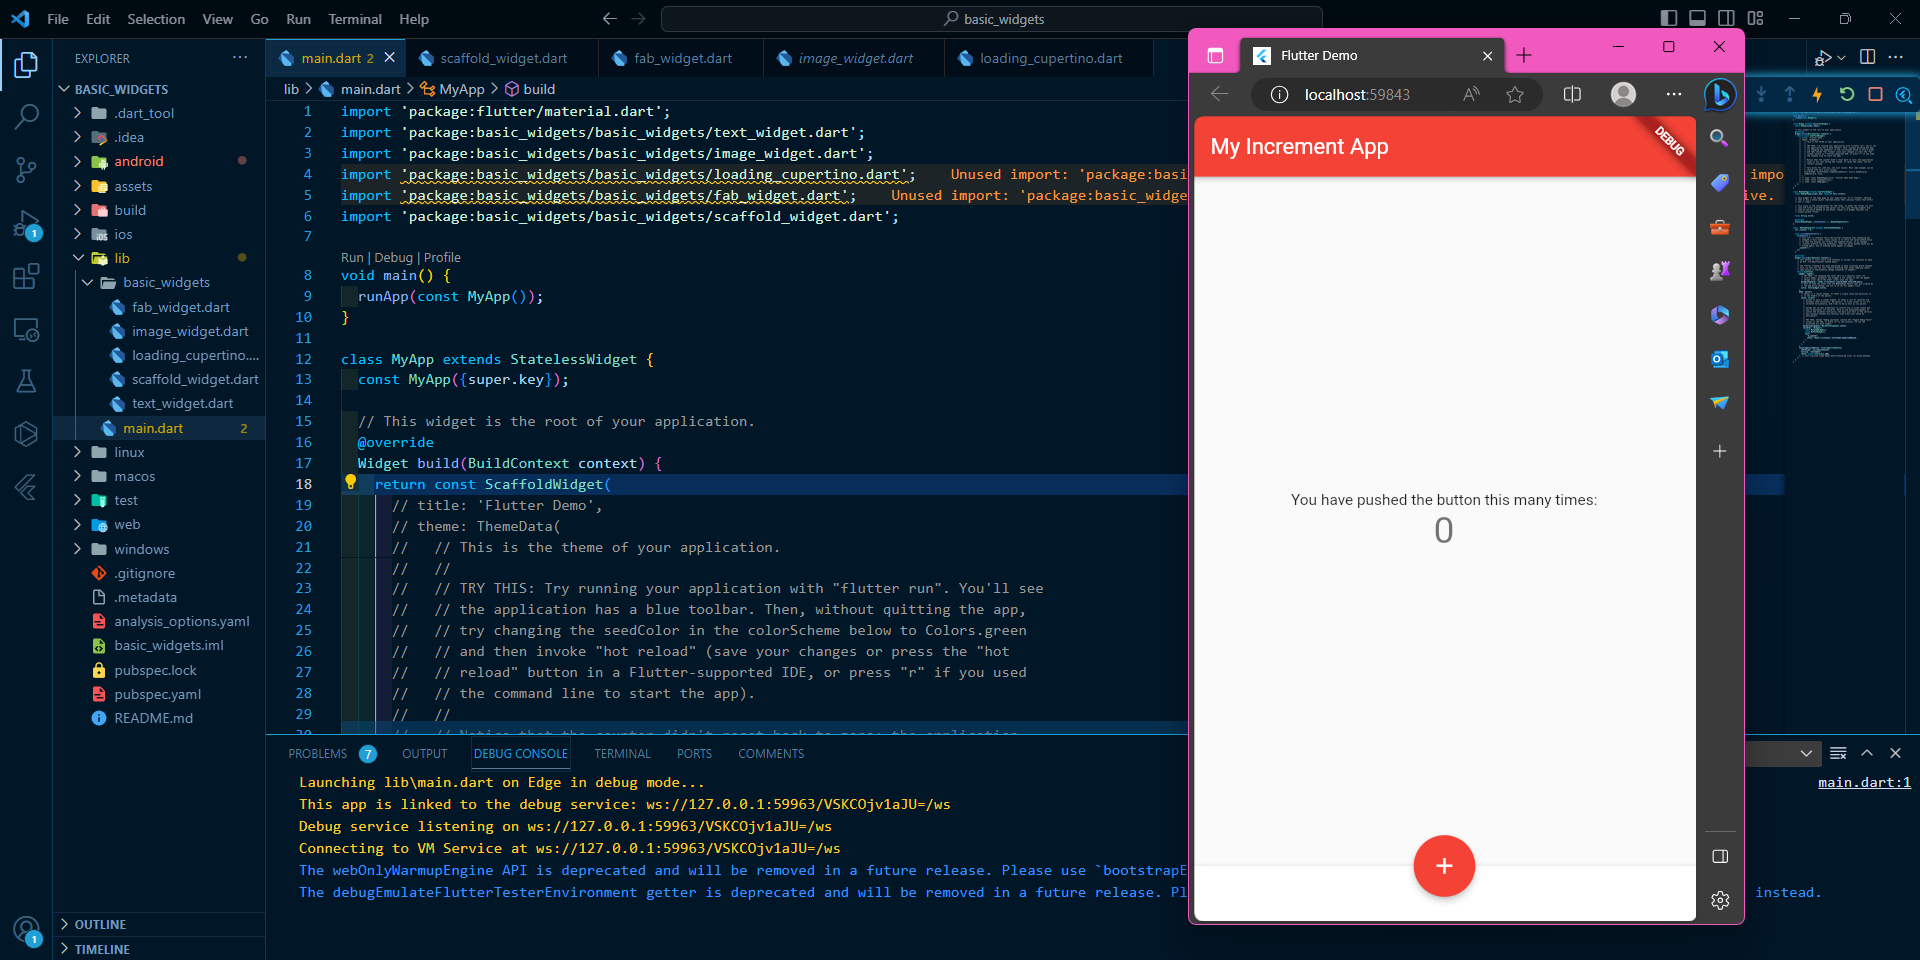 File Edit Selection View Go Run Terminal Help
basic_widgets
EXPLORER
BASIC_WIDGETS
.dart_tool
.idea
android
assets
build
ios
lib
basic_widgets
fab_widget.dart
image_widget.dart
loading_cupertino....
scaffold_widget.dart
text_widget.dart
main.dart 2
linux
macos
test
web
windows
.gitignore
.metadata
analysis_options.yaml
basic_widgets.iml
pubspec.lock
pubspec.yaml
README.md
OUTLINE
TIMELINE
1
1
main.dart 2 scaffold_widget.dart fab_widget.dart image_widget.dart loading_cupertino.dart
lib > main.dart > MyApp > build
1 import 'package:flutter/material.dart';
2 import 'package:basic_widgets/basic_widgets/text_widget.dart';
3 import 'package:basic_widgets/basic_widgets/image_widget.dart';
4 import 'package:basic_widgets/basic_widgets/loading_cupertino.dart'; Unused import: 'package:basi impo
5 import 'package:basic_widgets/basic_widgets/fab_widget.dart'; Unused import: 'package:basic_widge ive.
6 import 'package:basic_widgets/basic_widgets/scaffold_widget.dart';
7
Run | Debug | Profile
8 void main() {
9 runApp(const MyApp());
10 }
11
12 class MyApp extends StatelessWidget {
13 const MyApp({super.key});
14
15 // This widget is the root of your application.
16 @override
17 Widget build(BuildContext context) {
18 return const ScaffoldWidget(
19 // title: 'Flutter Demo',
20 // theme: ThemeData(
21 // // This is the theme of your application.
22 // //
23 // // TRY THIS: Try running your application with "flutter run". You'll see
24 // // the application has a blue toolbar. Then, without quitting the app,
25 // // try changing the seedColor in the colorScheme below to Colors.green
26 // // and then invoke "hot reload" (save your changes or press the "hot
27 // // reload" button in a Flutter-supported IDE, or press "r" if you used
28 // // the command line to start the app).
29 // //
PROBLEMS 7 OUTPUT DEBUG CONSOLE TERMINAL PORTS COMMENTS
Launching lib\main.dart on Edge in debug mode... main.dart:1
This app is linked to the debug service: ws://127.0.0.1:59963/VSKCOjv1aJU=/ws
Debug service listening on ws://127.0.0.1:59963/VSKCOjv1aJU=/ws
Connecting to VM Service at ws://127.0.0.1:59963/VSKCOjv1aJU=/ws
The webOnlyWarmupEngine API is deprecated and will be removed in a future release. Please use `bootstrapE
The debugEmulateFlutterTesterEnvironment getter is deprecated and will be removed in a future release. Pl instead.
Flutter Demo
localhost:59843
My Increment App
DEBUG
You have pushed the button this many times:
0